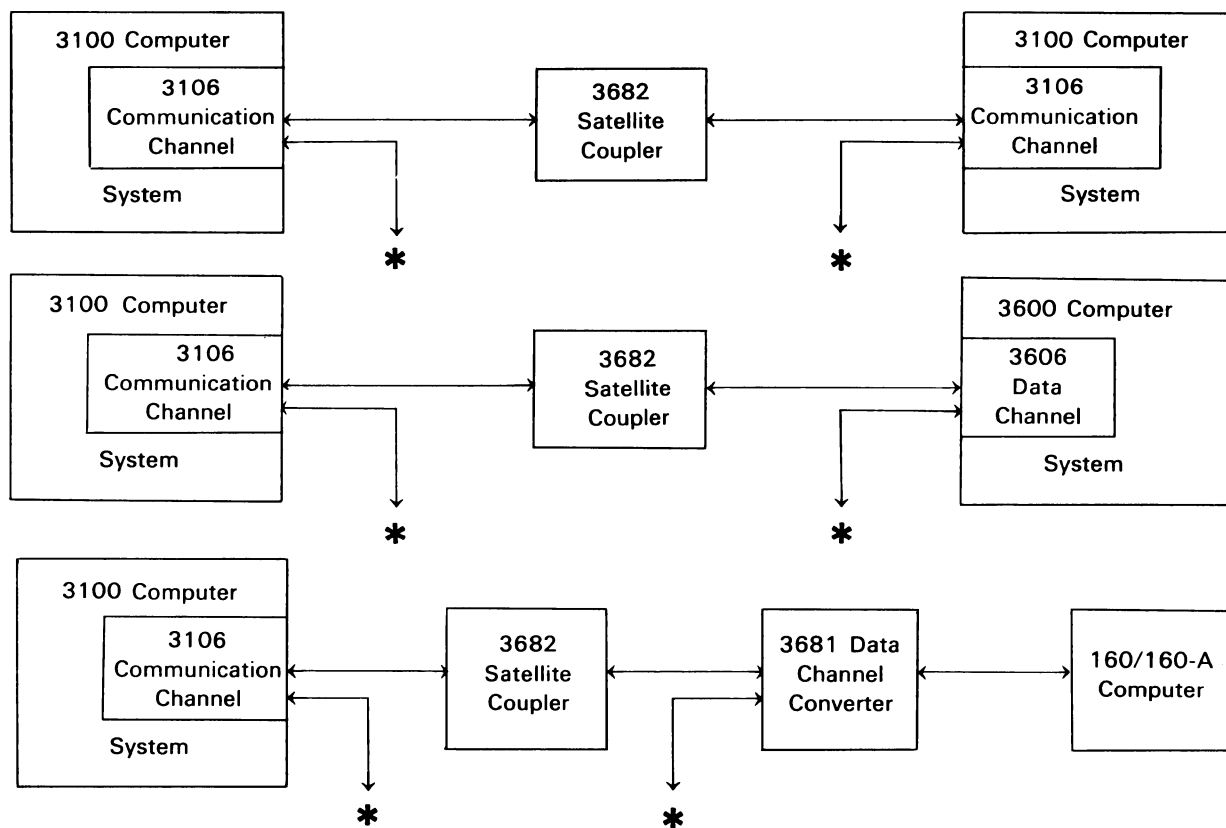 3100 Computer
3106
Communication
Channel
System
3682
Satellite
Coupler
3100 Computer
3106
Communication
Channel
System
*
*
3100 Computer
3106
Communication
Channel
System
3682
Satellite
Coupler
3600 Computer
3606
Data
Channel
System
*
*
3100 Computer
3106
Communication
Channel
System
3682
Satellite
Coupler
3681 Data
Channel
Converter
160/160-A
Computer
*
*